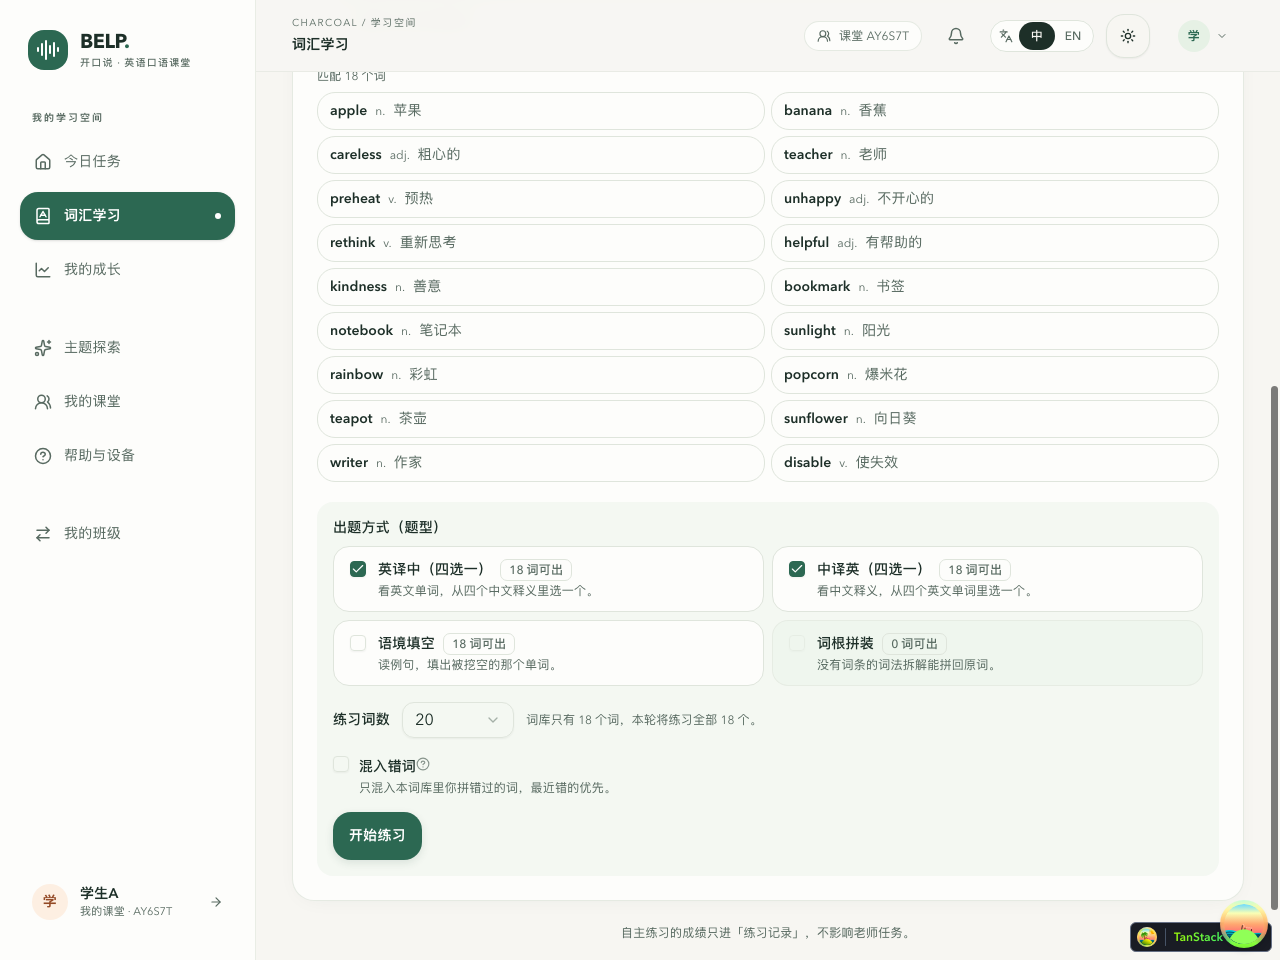 BELP.
开口说 · 英语口语课堂
我的学习空间
今日任务
词汇学习
我的成长
主题探索
我的课堂
帮助与设备
我的班级
学
学生A
我的课堂 · AY6S7T
CHARCOAL / 学习空间
词汇学习
课堂 AY6S7T
中
EN
学
匹配 18 个词
apple n. 苹果
banana n. 香蕉
careless adj. 粗心的
teacher n. 老师
preheat v. 预热
unhappy adj. 不开心的
rethink v. 重新思考
helpful adj. 有帮助的
kindness n. 善意
bookmark n. 书签
notebook n. 笔记本
sunlight n. 阳光
rainbow n. 彩虹
popcorn n. 爆米花
teapot n. 茶壶
sunflower n. 向日葵
writer n. 作家
disable v. 使失效
出题方式（题型）
英译中（四选一） 18 词可出
看英文单词，从四个中文释义里选一个。
中译英（四选一） 18 词可出
看中文释义，从四个英文单词里选一个。
语境填空 18 词可出
读例句，填出被挖空的那个单词。
词根拼装 0 词可出
没有词条的词法拆解能拼回原词。
练习词数 20 词库只有 18 个词，本轮将练习全部 18 个。
混入错词
只混入本词库里你拼错过的词，最近错的优先。
开始练习
自主练习的成绩只进「练习记录」，不影响老师任务。
TanStack